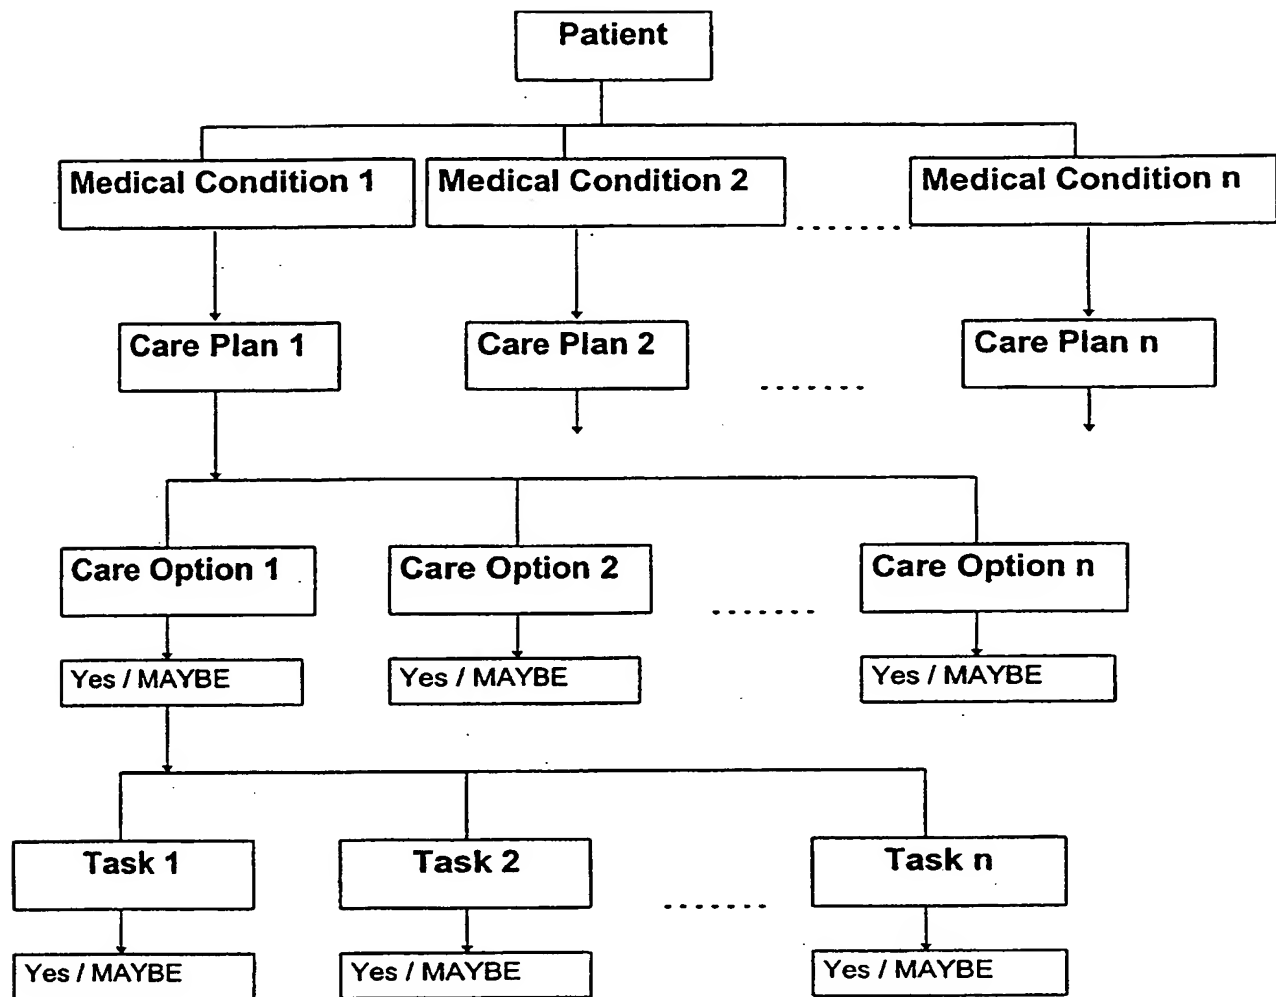 Patient
Medical Condition 1
Medical Condition 2
Medical Condition n
Care Plan 1
Care Plan 2
Care Plan n
Care Option 1
Care Option 2
Care Option n
Yes / MAYBE
Yes / MAYBE
Yes / MAYBE
Task 1
Task 2
Task n
Yes / MAYBE
Yes / MAYBE
Yes / MAYBE